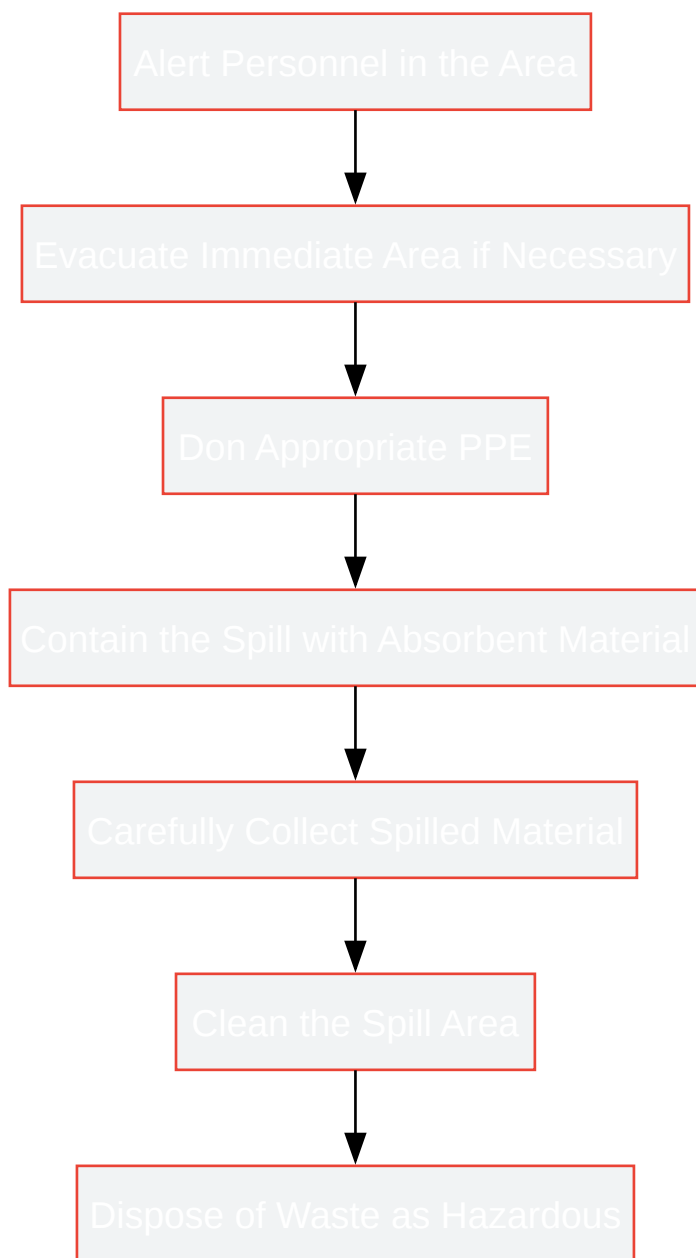 Alert Personnel in the Area
Evacuate Immediate Area if Necessary
Don Appropriate PPE
Contain the Spill with Absorbent Material
Carefully Collect Spilled Material
Clean the Spill Area
Dispose of Waste as Hazardous